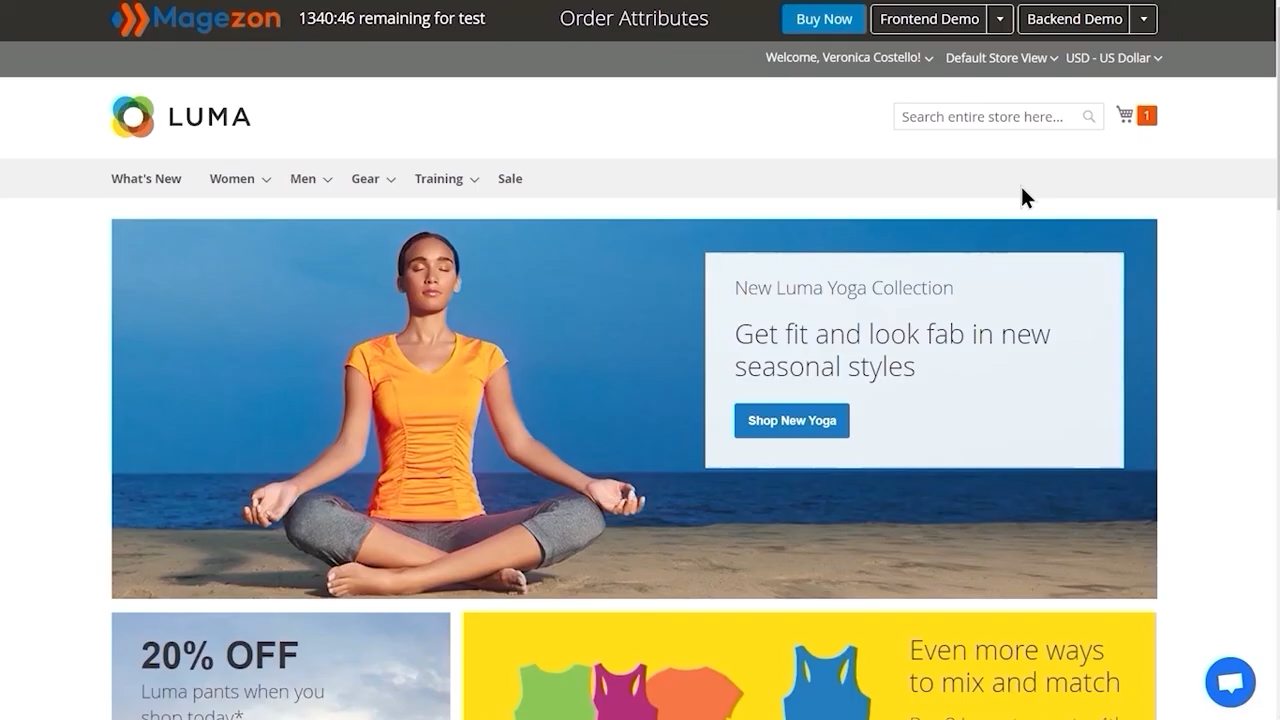 Magezon
1340:46 remaining for test
Order Attributes
Buy Now
Frontend Demo
Backend Demo
Welcome, Veronica Costello!
Default Store View
USD - US Dollar
LUMA
Search entire store here...
1
What's New
Women
Men
Gear
Training
Sale
New Luma Yoga Collection
Get fit and look fab in new
seasonal styles
Shop New Yoga
20% OFF
Luma pants when you
shop today*
Even more ways
to mix and match